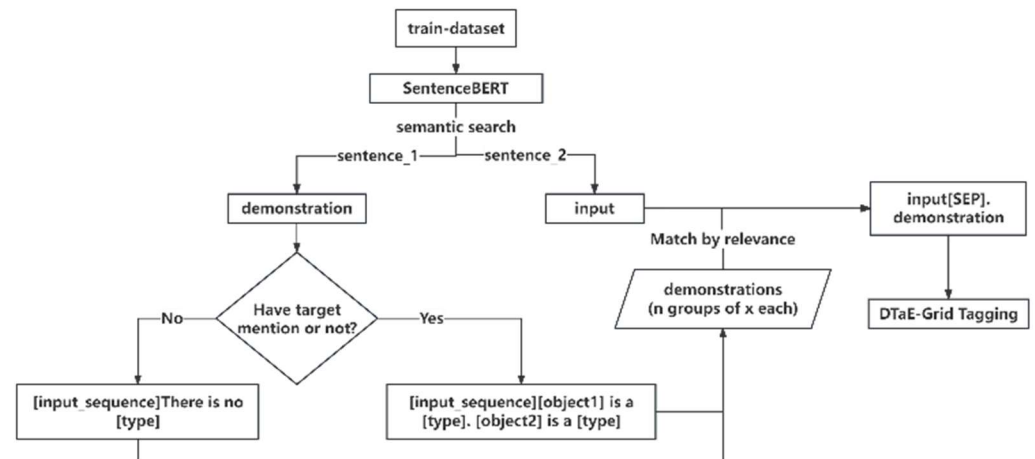 train-dataset
SentenceBERT
semantic search
sentence_1
sentence_2
demonstration
input
input[SEP].
demonstration
Match by relevance
Have target
mention or not?
No
Yes
demonstrations
(n groups of x each)
DTaE-Grid Tagging
[input_sequence]There is no
[type]
[input_sequence][object1] is a
[type]. [object2] is a [type]